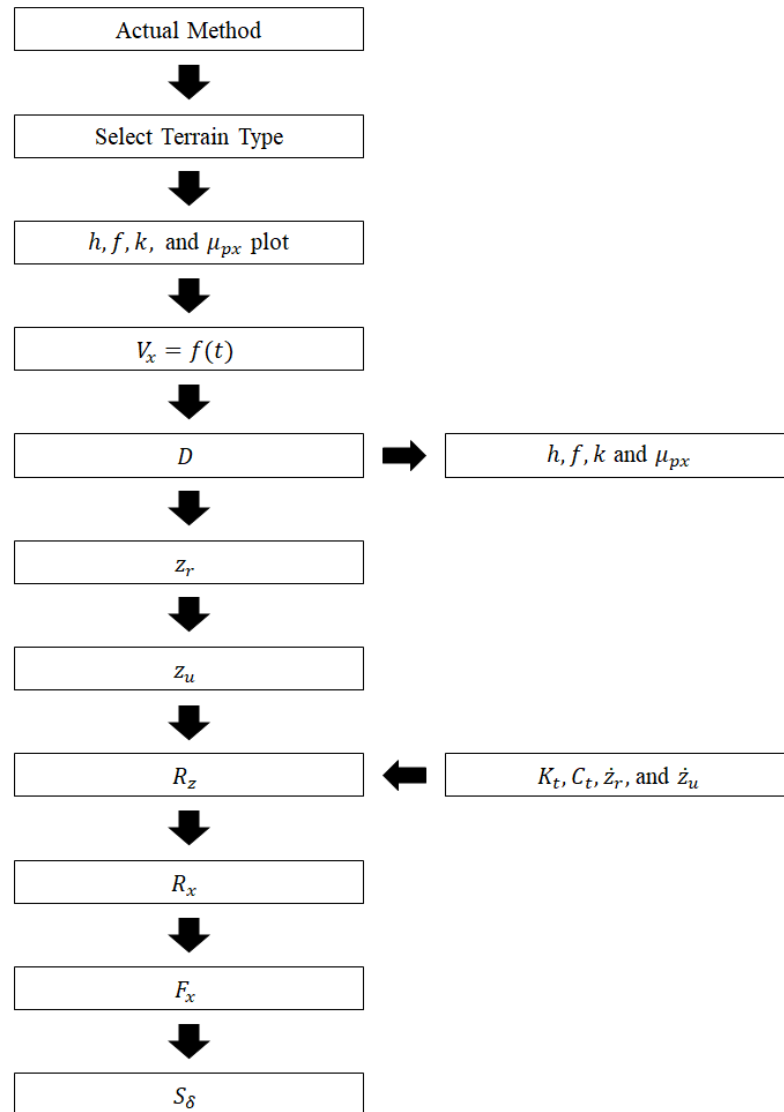 Actual Method
Select Terrain Type
h, f, k, and μ_px plot
V_x = f(t)
D
h, f, k and μ_px
z_r
z_u
R_z
K_t, C_t, ż_r, and ż_u
R_x
F_x
S_δ